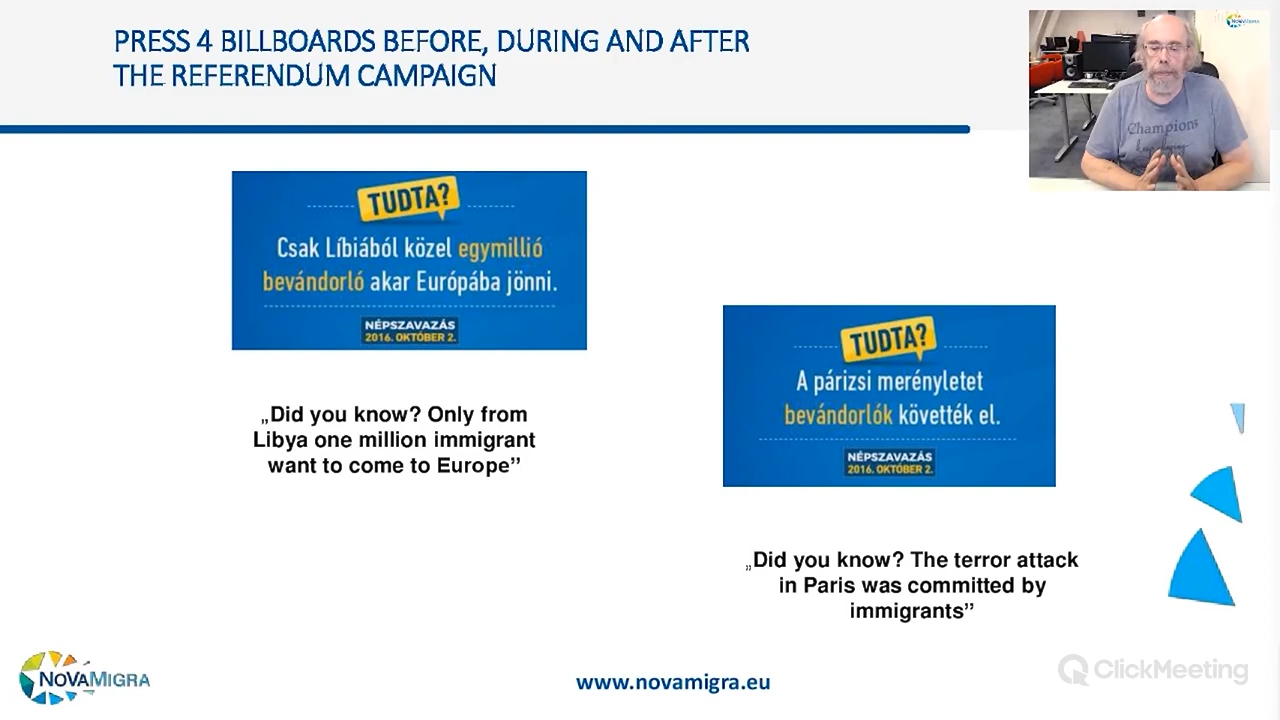 PRESS 4 BILLBOARDS BEFORE, DURING AND AFTER
THE REFERENDUM CAMPAIGN
Champions
TUDTA?
Csak Líbiából közel egymillió
bevándorló akar Európába jönni.
NÉPSZAVAZÁS
2016. OKTÓBER 2.
„Did you know? Only from
Libya one million immigrant
want to come to Europe”
TUDTA?
A párizsi merényletet
bevándorlók követték el.
NÉPSZAVAZÁS
2016. OKTÓBER 2.
„Did you know? The terror attack
in Paris was committed by
immigrants”
NOVAMIGRA
www.novamigra.eu
ClickMeeting